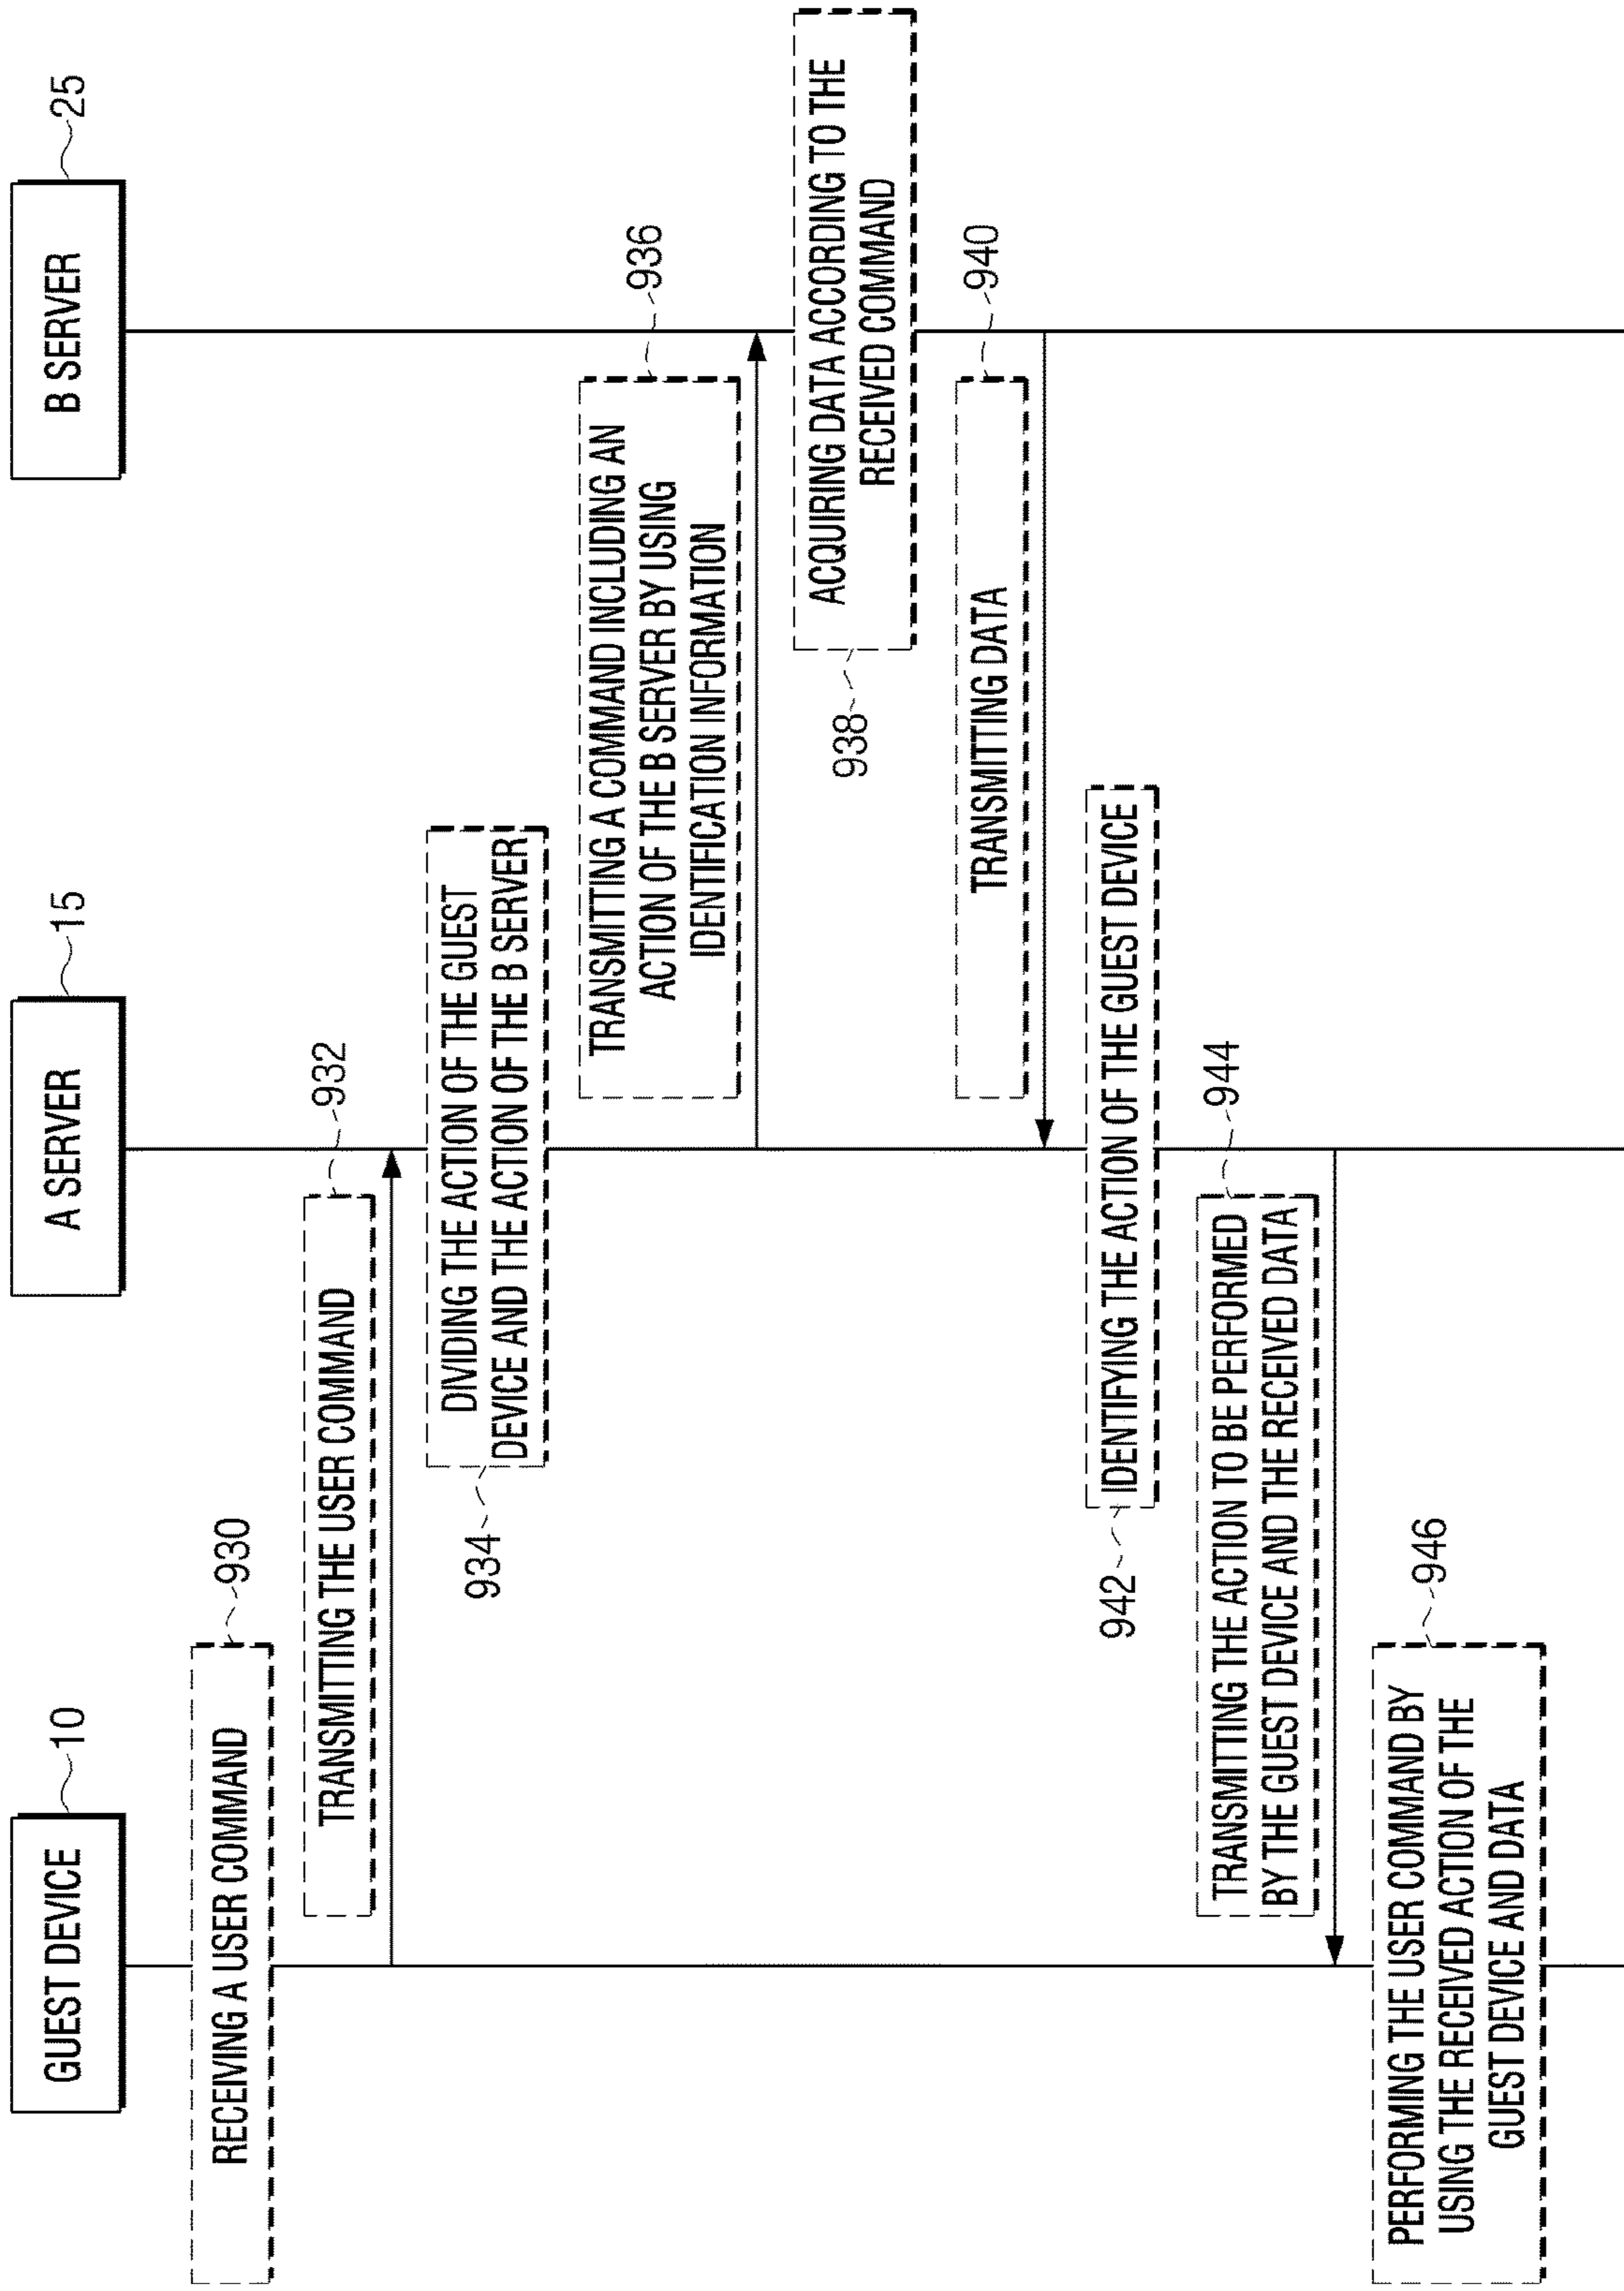 GUEST DEVICE
10
A SERVER
15
B SERVER
25
RECEIVING A USER COMMAND
930
TRANSMITTING THE USER COMMAND
932
DIVIDING THE ACTION OF THE GUEST
DEVICE AND THE ACTION OF THE B SERVER
934
TRANSMITTING A COMMAND INCLUDING AN
ACTION OF THE B SERVER BY USING
IDENTIFICATION INFORMATION
936
ACQUIRING DATA ACCORDING TO THE
RECEIVED COMMAND
938
TRANSMITTING DATA
940
IDENTIFYING THE ACTION OF THE GUEST DEVICE
942
TRANSMITTING THE ACTION TO BE PERFORMED
BY THE GUEST DEVICE AND THE RECEIVED DATA
944
PERFORMING THE USER COMMAND BY
USING THE RECEIVED ACTION OF THE
GUEST DEVICE AND DATA
946